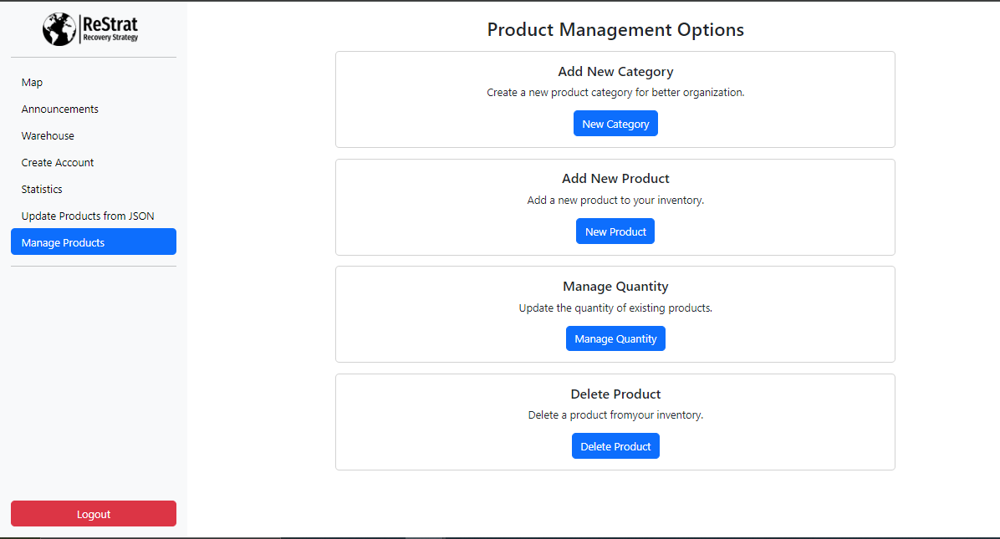 ReStrat
Recovery Strategy
Map
Announcements
Warehouse
Create Account
Statistics
Update Products from JSON
Manage Products
Logout
Product Management Options
Add New Category
Create a new product category for better organization.
New Category
Add New Product
Add a new product to your inventory.
New Product
Manage Quantity
Update the quantity of existing products.
Manage Quantity
Delete Product
Delete a product fromyour inventory.
Delete Product